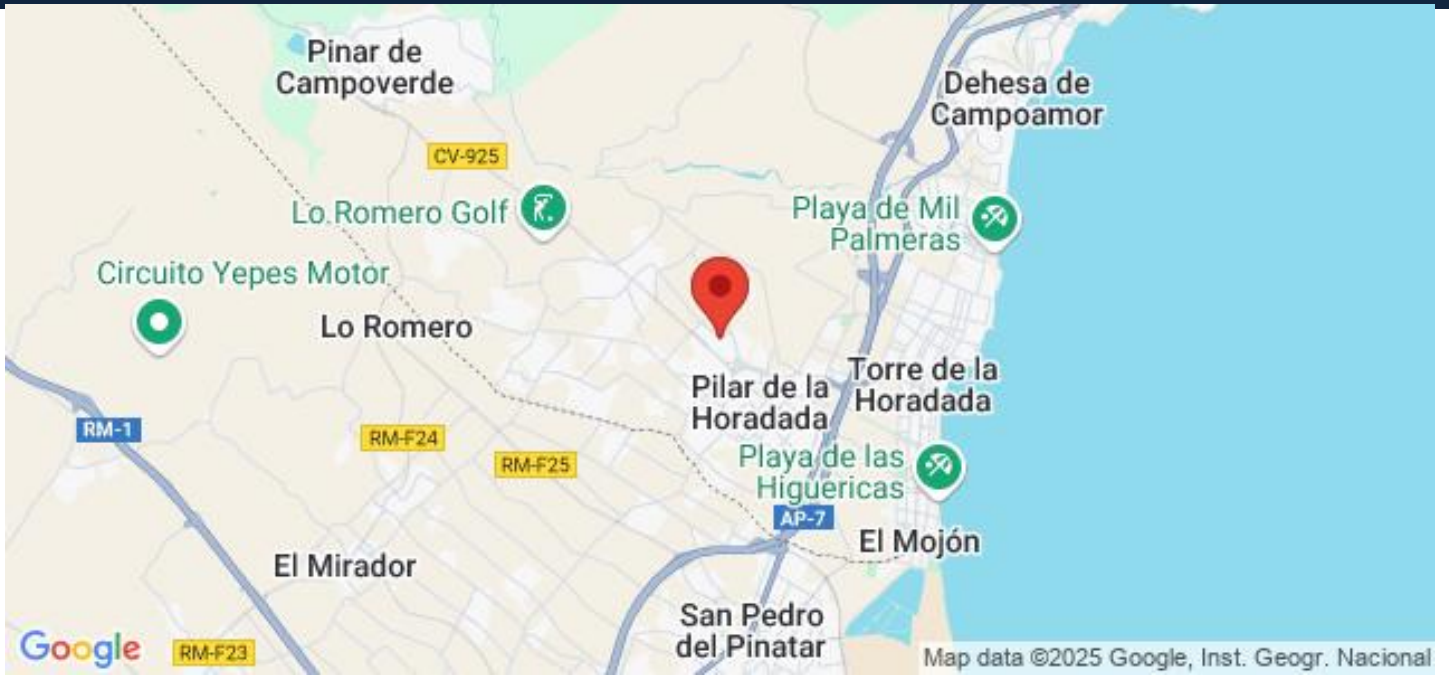 Pinar de
Campoverde
Dehesa de
Campoamor
CV-925
Lo Romero Golf
Playa de Mil
Palmeras
Circuito Yepes Motor
Lo Romero
Pilar de la
Horadada
Torre de la
Horadada
RM-1
RM-F24
RM-F25
Playa de las
Higuericas
AP-7
El Mojón
El Mirador
San Pedro
del Pinatar
Google
RM-F23
Map data ©2025 Google, Inst. Geogr. Nacional